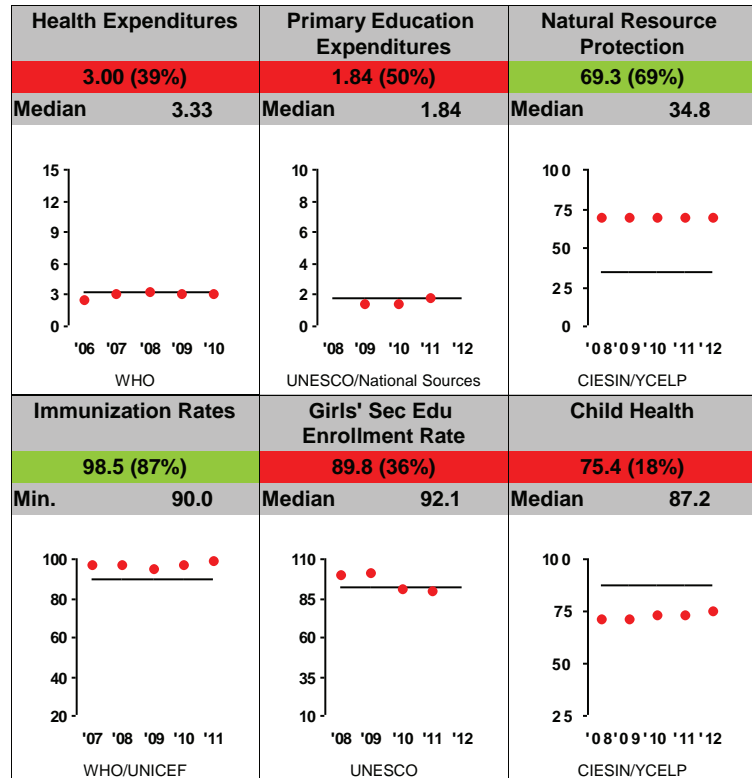 Health Expenditures
3.00 (39%)
Median 3.33
15
12
9
6
3
0
'06 '07 '08 '09 '10
WHO
Primary Education
Expenditures
1.84 (50%)
Median 1.84
10
8
6
4
2
0
'08 '09 '10 '11 '12
UNESCO/National Sources
Natural Resource
Protection
69.3 (69%)
Median 34.8
100
75
50
25
0
'08 '09 '10 '11 '12
CIESIN/YCELP
Immunization Rates
98.5 (87%)
Min. 90.0
100
80
60
40
20
'07 '08 '09 '10 '11
WHO/UNICEF
Girls' Sec Edu
Enrollment Rate
89.8 (36%)
Median 92.1
110
85
60
35
10
'08 '09 '10 '11 '12
UNESCO
Child Health
75.4 (18%)
Median 87.2
100
75
50
25
'08 '09 '10 '11 '12
CIESIN/YCELP